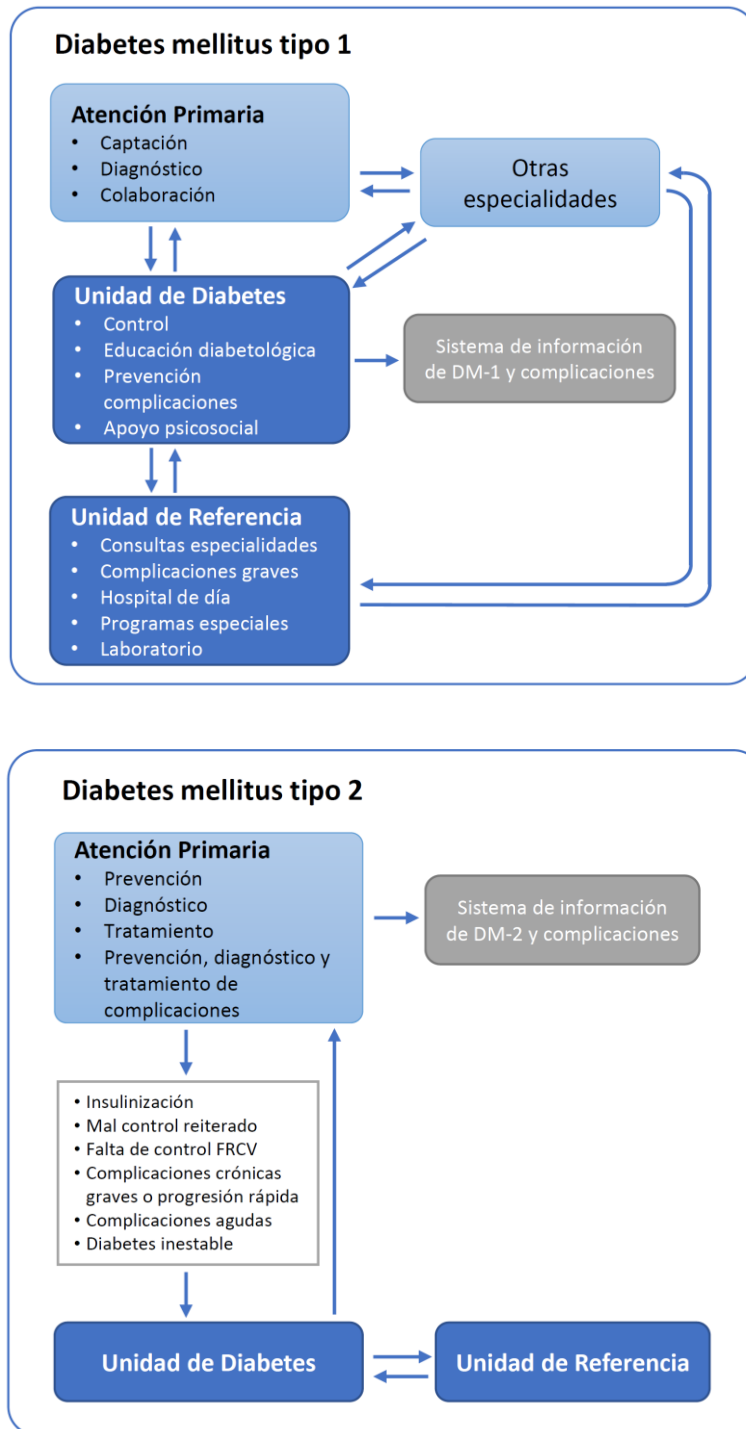 Diabetes mellitus tipo 1
Atención Primaria
• Captación
• Diagnóstico
• Colaboración
Otras
especialidades
Unidad de Diabetes
• Control
• Educación diabetológica
• Prevención
complicaciones
• Apoyo psicosocial
Sistema de información
de DM-1 y complicaciones
Unidad de Referencia
• Consultas especialidades
• Complicaciones graves
• Hospital de día
• Programas especiales
• Laboratorio
Diabetes mellitus tipo 2
Atención Primaria
• Prevención
• Diagnóstico
• Tratamiento
• Prevención, diagnóstico y
tratamiento de
complicaciones
Sistema de información
de DM-2 y complicaciones
• Insulinización
• Mal control reiterado
• Falta de control FRCV
• Complicaciones crónicas
graves o progresión rápida
• Complicaciones agudas
• Diabetes inestable
Unidad de Diabetes
Unidad de Referencia